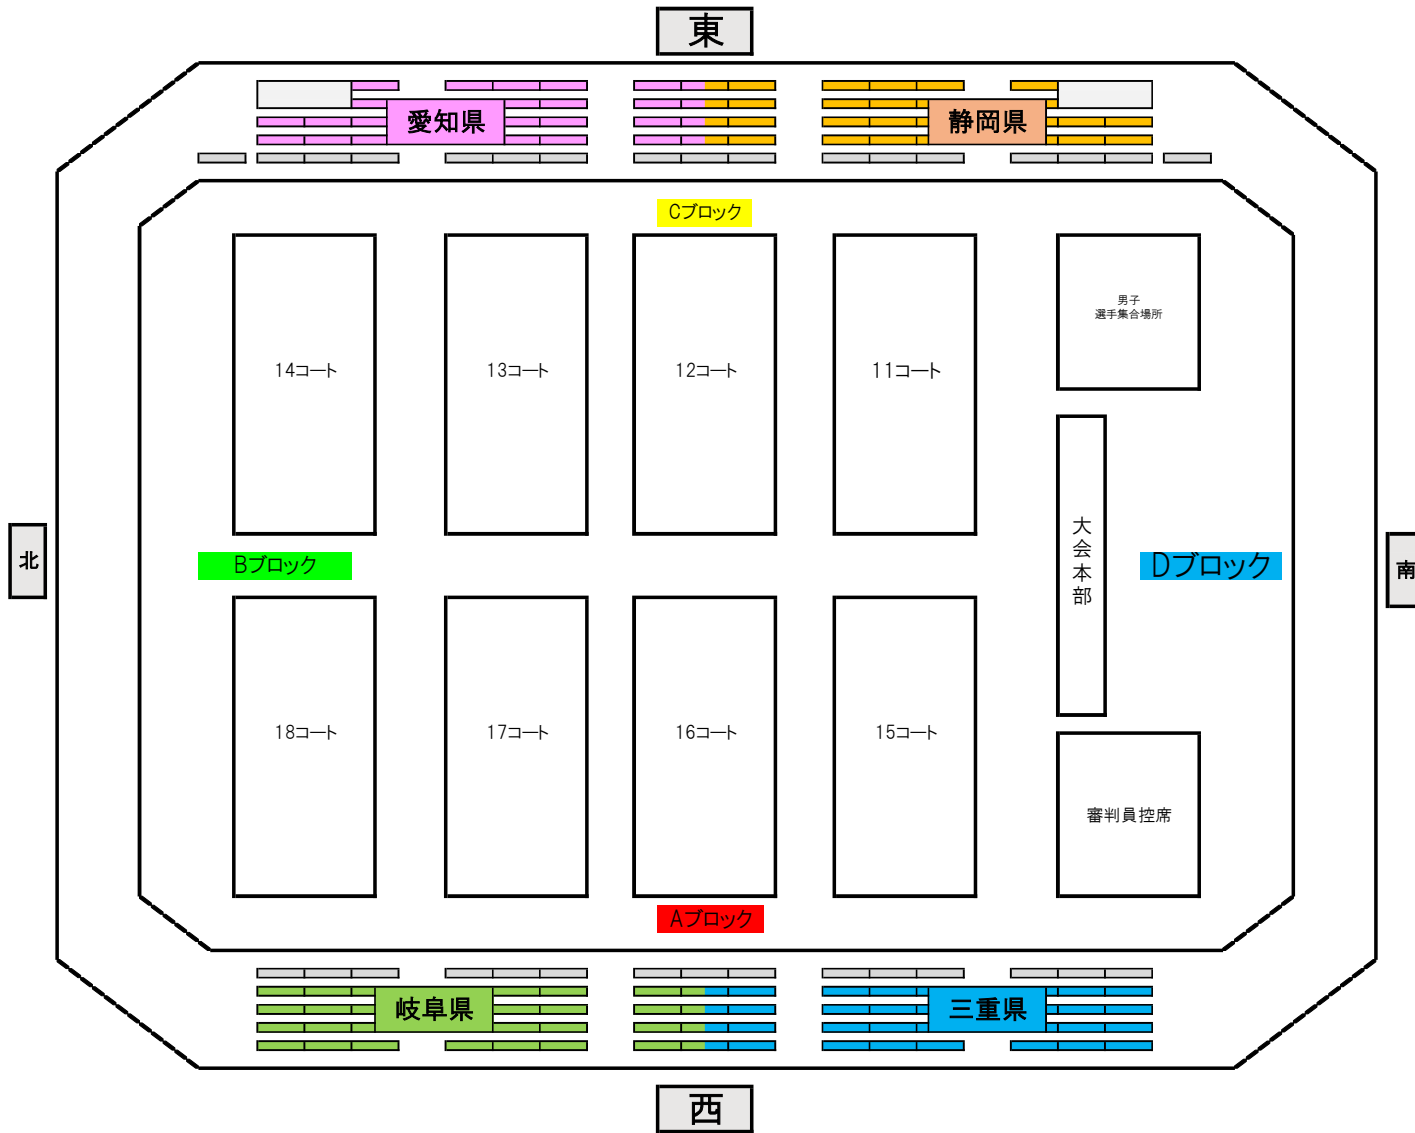 東
愛知県
静岡県
Cブロック
14コート
13コート
12コート
11コート
男子
選手集合場所
北
Bブロック
大会本部
Dブロック
南
18コート
17コート
16コート
15コート
審判員控席
Aブロック
岐阜県
三重県
西